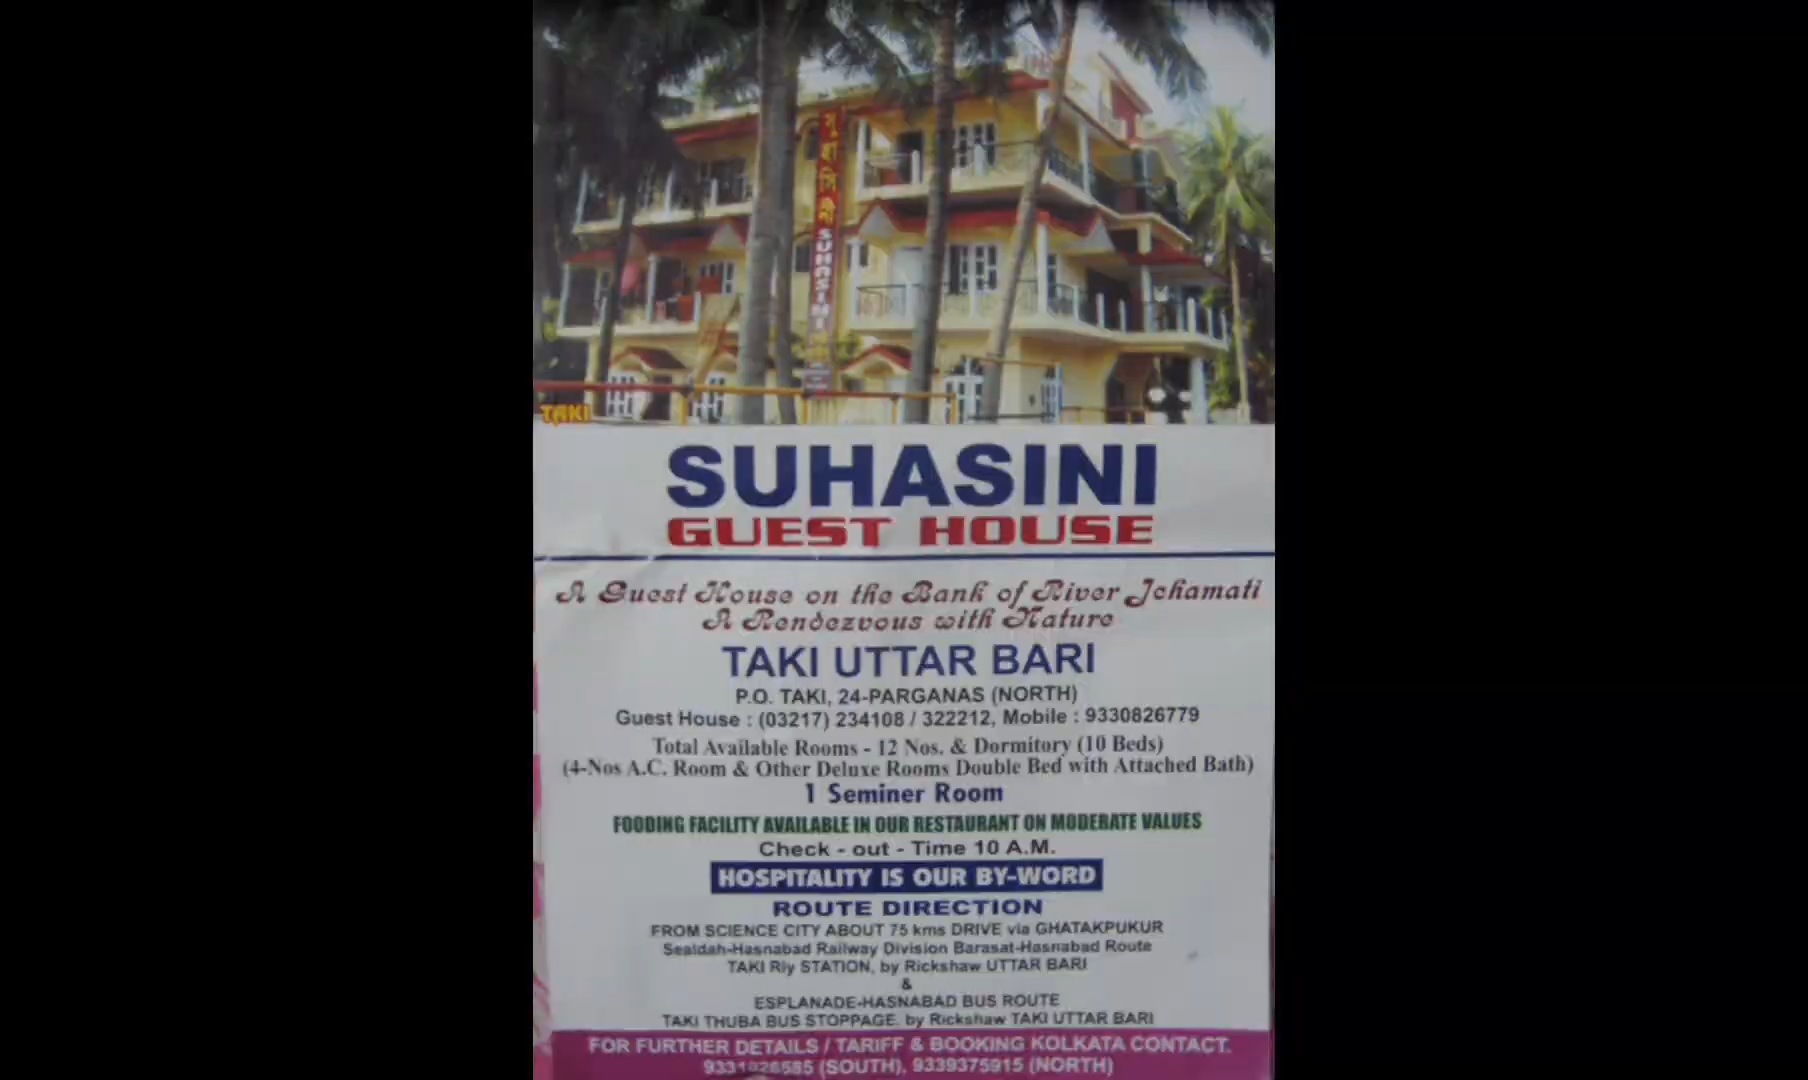 সুহাসিনী
SUHASINI
TAKI
SUHASINI
GUEST HOUSE
A Guest House on the Bank of River Ichamati
A Rendezvous with Nature
TAKI UTTAR BARI
P.O. TAKI, 24-PARGANAS (NORTH)
Guest House : (03217) 234108 / 322212, Mobile : 9330826779
Total Available Rooms - 12 Nos. & Dormitory (10 Beds)
(4-Nos A.C. Room & Other Deluxe Rooms Double Bed with Attached Bath)
1 Seminer Room
FOODING FACILITY AVAILABLE IN OUR RESTAURANT ON MODERATE VALUES
Check - out - Time 10 A.M.
HOSPITALITY IS OUR BY-WORD
ROUTE DIRECTION
FROM SCIENCE CITY ABOUT 75 kms DRIVE via GHATAKPUKUR
Sealdah-Hasnabad Railway Division Barasat-Hasnabad Route
TAKI Rly STATION, by Rickshaw UTTAR BARI
&
ESPLANADE-HASNABAD BUS ROUTE
TAKI THUBA BUS STOPPAGE, by Rickshaw TAKI UTTAR BARI
FOR FURTHER DETAILS / TARIFF & BOOKING KOLKATA CONTACT.
(SOUTH), 9339375915 (NORTH)